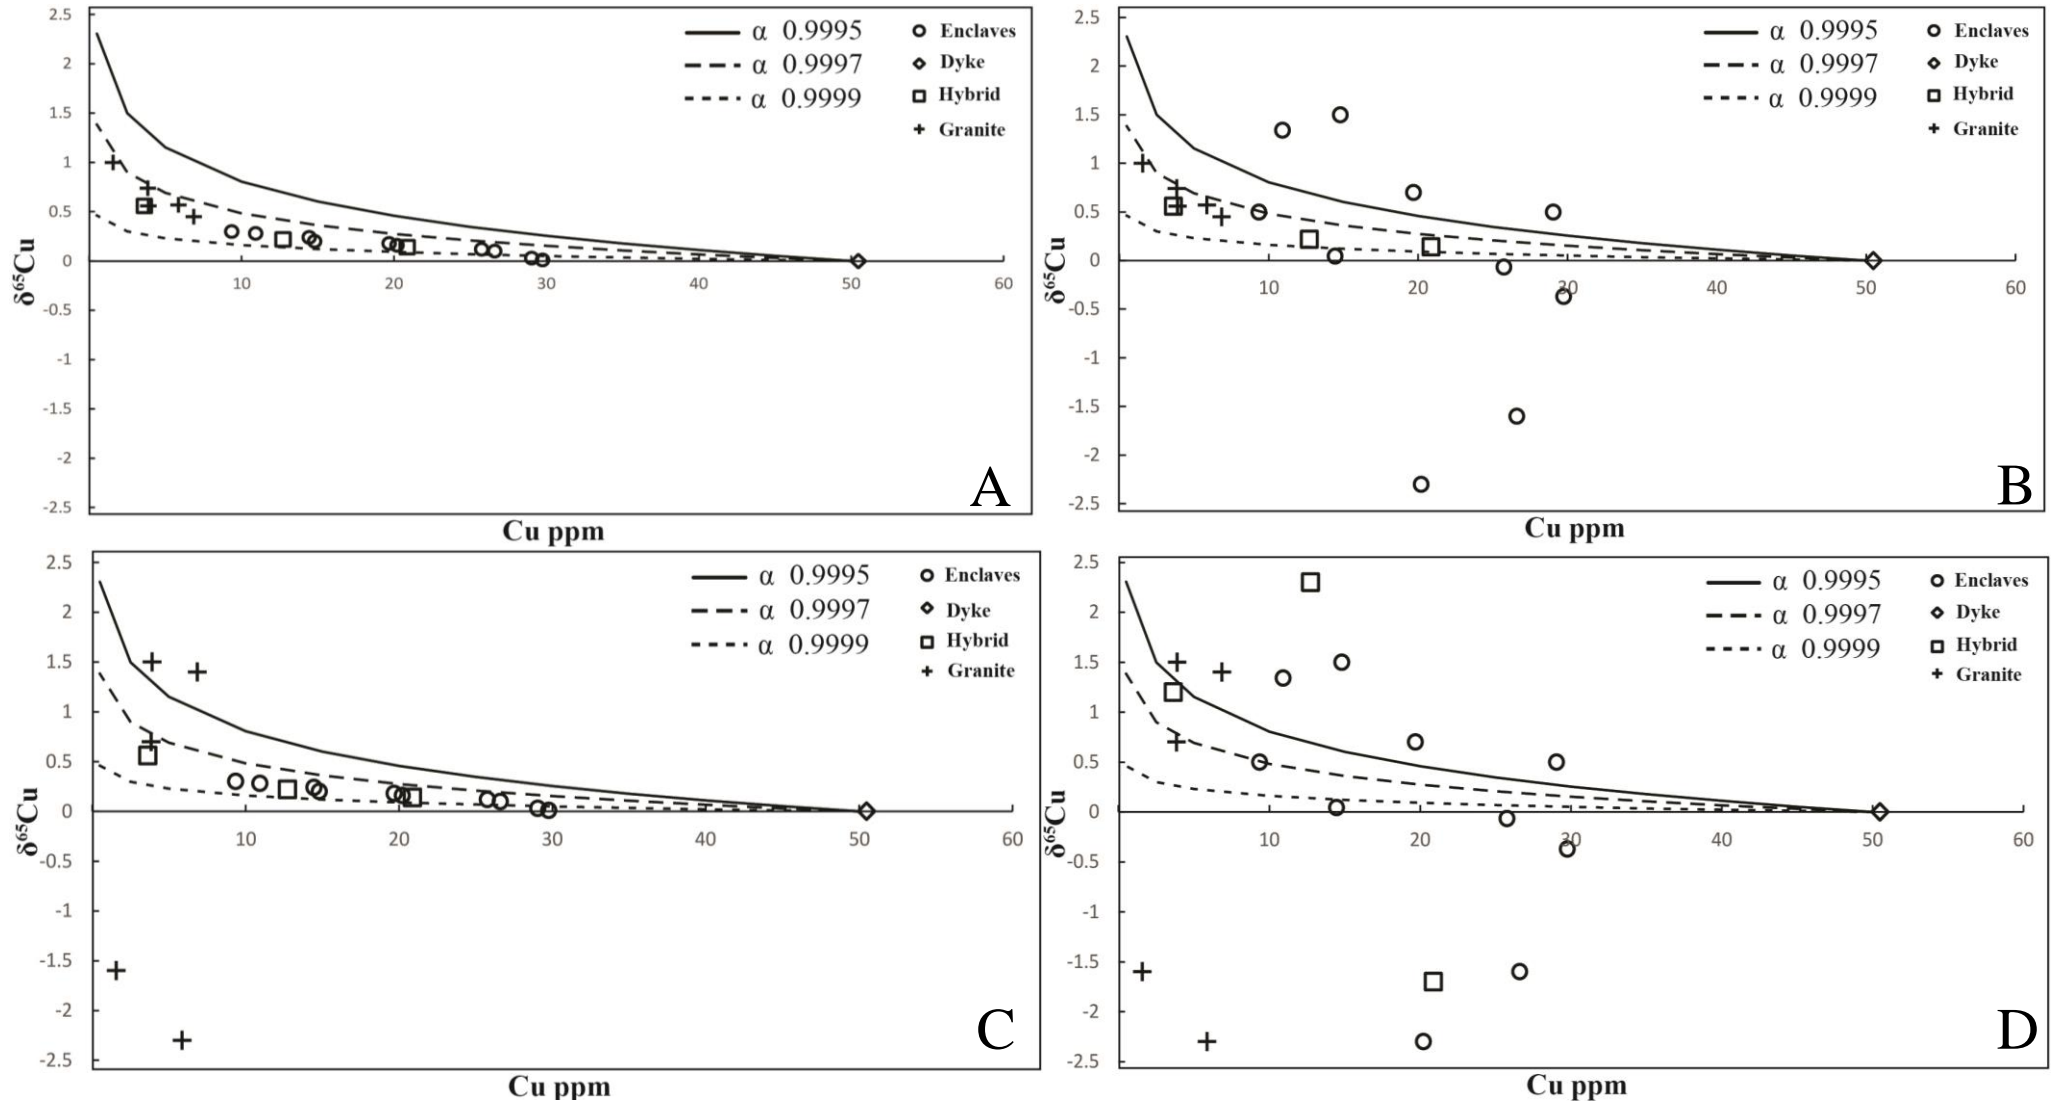 2.5
2
1.5
1
0.5
0
-0.5
-1
-1.5
-2
-2.5
10
20
30
40
50
60
δ⁶⁵Cu
Cu ppm
α 0.9995
α 0.9997
α 0.9999
Enclaves
Dyke
Hybrid
Granite
A
2.5
2
1.5
1
0.5
0
-0.5
-1
-1.5
-2
-2.5
10
20
30
40
50
60
δ⁶⁵Cu
Cu ppm
α 0.9995
α 0.9997
α 0.9999
Enclaves
Dyke
Hybrid
Granite
B
2.5
2
1.5
1
0.5
0
-0.5
-1
-1.5
-2
-2.5
10
20
30
40
50
60
δ⁶⁵Cu
Cu ppm
α 0.9995
α 0.9997
α 0.9999
Enclaves
Dyke
Hybrid
Granite
C
2.5
2
1.5
1
0.5
0
-0.5
-1
-1.5
-2
-2.5
10
20
30
40
50
60
δ⁶⁵Cu
Cu ppm
α 0.9995
α 0.9997
α 0.9999
Enclaves
Dyke
Hybrid
Granite
D